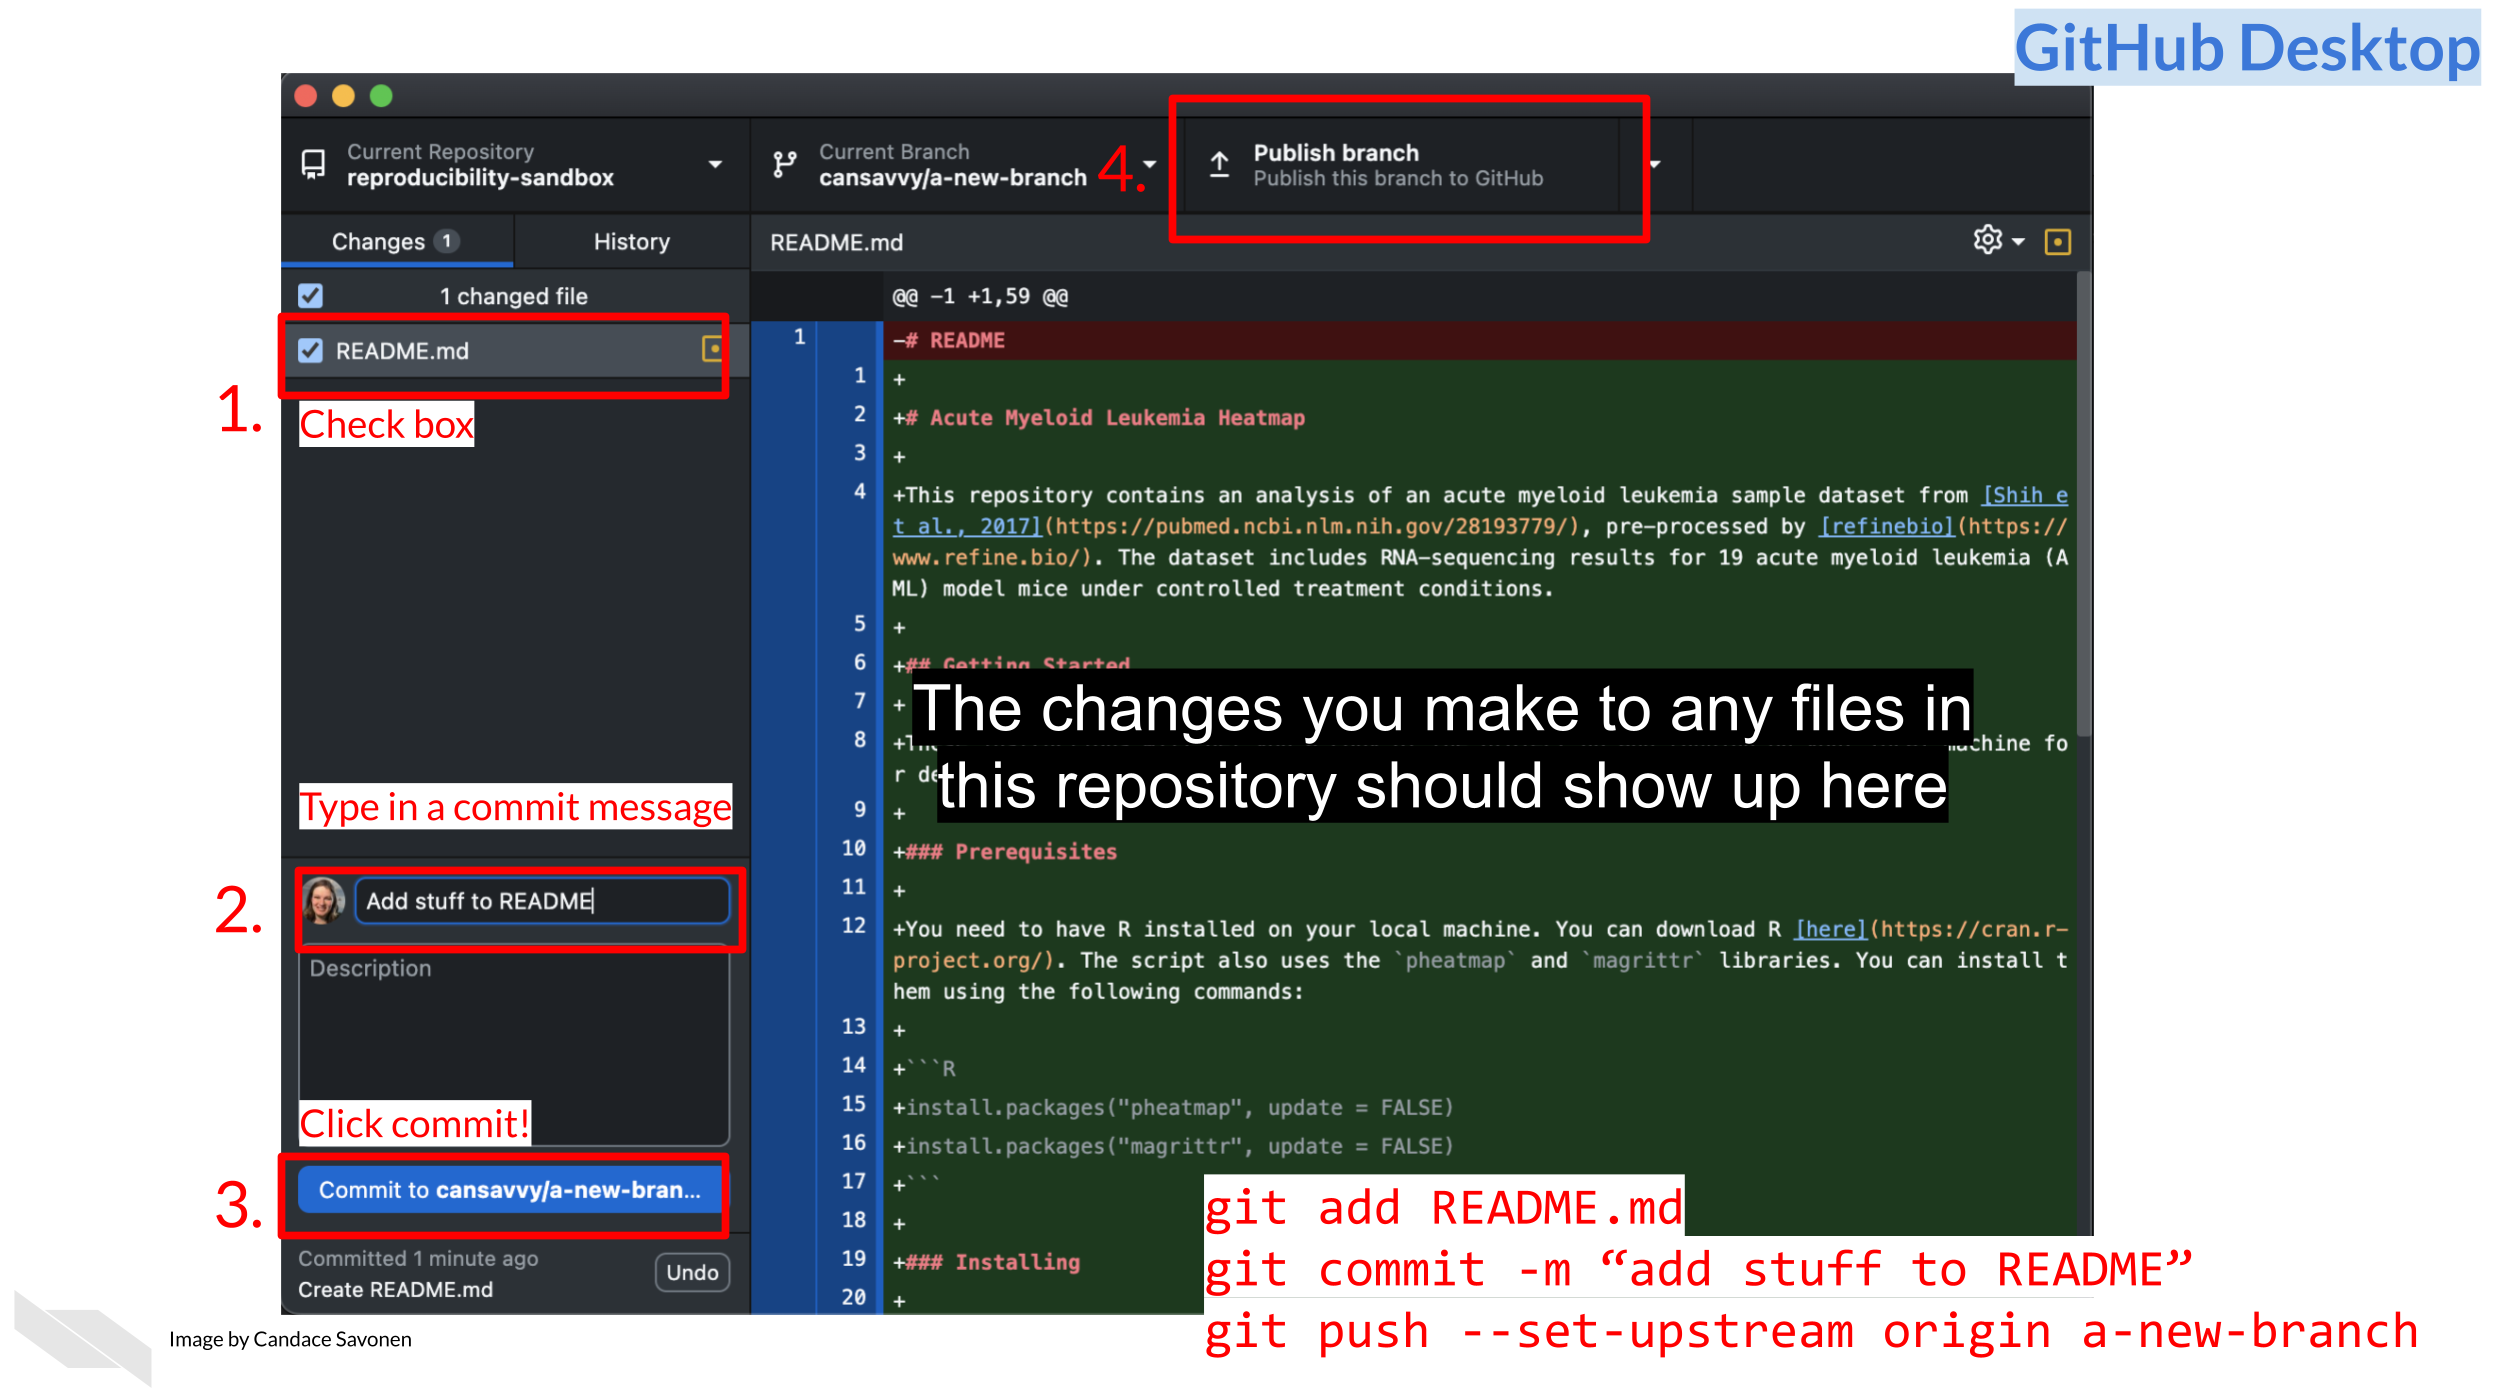 GitHub Desktop
Current Repository
reproducibility-sandbox
Current Branch
cansavvy/a-new-branch
4.
Publish branch
Publish this branch to GitHub
Changes 1
History
README.md
1 changed file
README.md
1.
Check box
Type in a commit message
2.
Add stuff to README
Description
Click commit!
3.
Commit to cansavvy/a-new-bran...
Committed 1 minute ago
Create README.md
Undo
@@ -1 +1,59 @@
1 -# README
1 +
2 +# Acute Myeloid Leukemia Heatmap
3 +
4 +This repository contains an analysis of an acute myeloid leukemia sample dataset from [Shih e
t al., 2017](https://pubmed.ncbi.nlm.nih.gov/28193779/), pre-processed by [refinebio](https://
www.refine.bio/). The dataset includes RNA-sequencing results for 19 acute myeloid leukemia (A
ML) model mice under controlled treatment conditions.
5 +
6 +## Getting Started
7 +
The changes you make to any files in
8 machine fo
this repository should show up here
9 +
10 +### Prerequisites
11 +
12 +You need to have R installed on your local machine. You can download R [here](https://cran.r-
project.org/). The script also uses the `pheatmap` and `magrittr` libraries. You can install t
hem using the following commands:
13 +
14 +```R
15 +install.packages("pheatmap", update = FALSE)
16 +install.packages("magrittr", update = FALSE)
17 +```
18 +
19 +### Installing
20 +
git add README.md
git commit -m “add stuff to README”
git push --set-upstream origin a-new-branch
Image by Candace Savonen